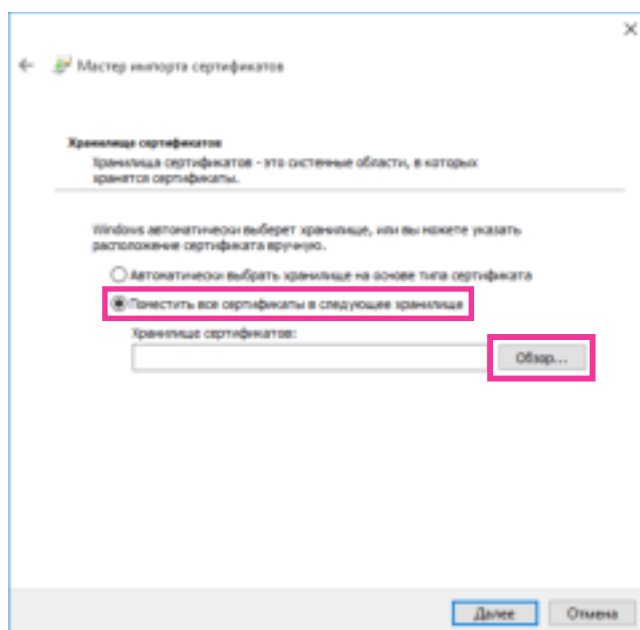 Мастер импорта сертификатов
Хранилища сертификатов
Хранилища сертификатов - это системные области, в которых
хранятся сертификаты.
Windows автоматически выберет хранилище, или вы можете указать
расположение сертификата вручную.
Автоматически выбрать хранилище на основе типа сертификата
Поместить все сертификаты в следующее хранилище
Хранилище сертификатов:
Обзор...
Далее
Отмена